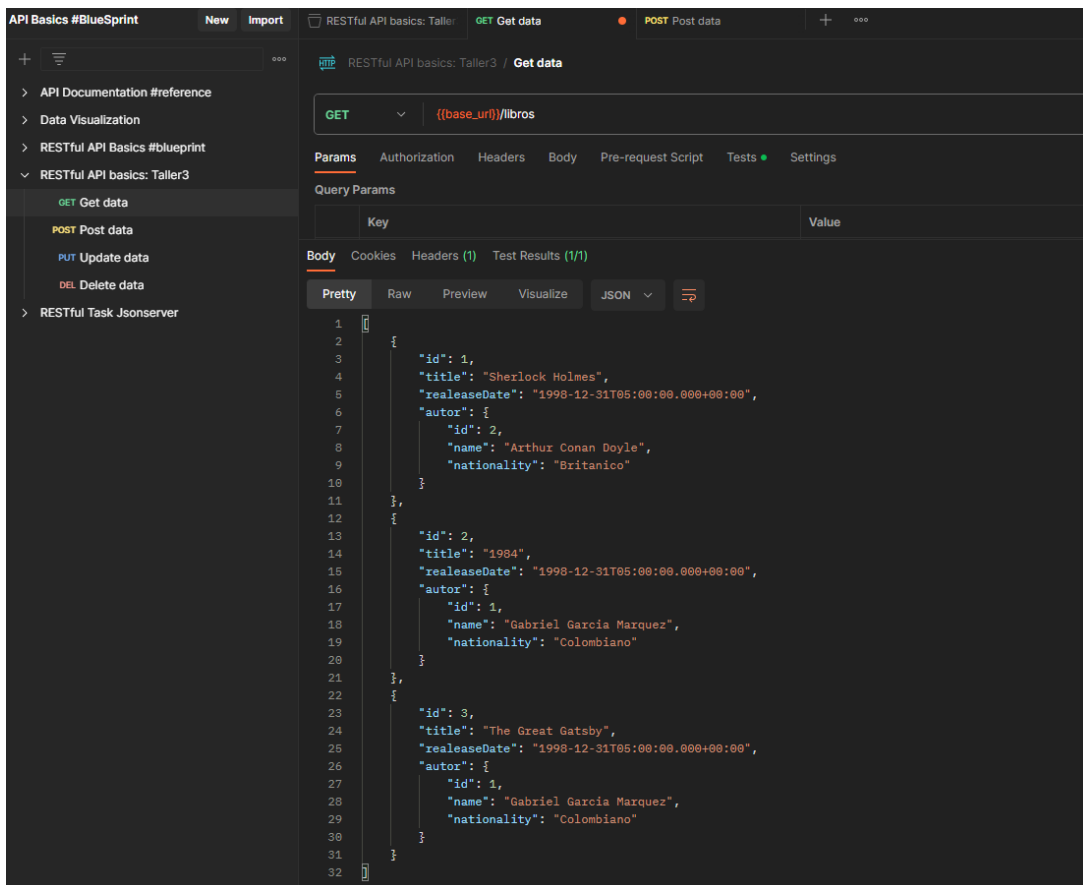 API Basics #BlueSprint New Import
RESTful API basics: Taller GET Get data POST Post data
API Documentation #reference
Data Visualization
RESTful API Basics #blueprint
RESTful API basics: Taller3
GET Get data
POST Post data
PUT Update data
DEL Delete data
RESTful Task Jsonserver
HTTP RESTful API basics: Taller3 / Get data
GET {{base_url}}/libros
Params Authorization Headers Body Pre-request Script Tests Settings
Query Params
Key Value
Body Cookies Headers (1) Test Results (1/1)
Pretty Raw Preview Visualize JSON
1 [
2 {
3 "id": 1,
4 "title": "Sherlock Holmes",
5 "realeaseDate": "1998-12-31T05:00:00.000+00:00",
6 "autor": {
7 "id": 2,
8 "name": "Arthur Conan Doyle",
9 "nationality": "Britanico"
10 }
11 },
12 {
13 "id": 2,
14 "title": "1984",
15 "realeaseDate": "1998-12-31T05:00:00.000+00:00",
16 "autor": {
17 "id": 1,
18 "name": "Gabriel Garcia Marquez",
19 "nationality": "Colombiano"
20 }
21 },
22 {
23 "id": 3,
24 "title": "The Great Gatsby",
25 "realeaseDate": "1998-12-31T05:00:00.000+00:00",
26 "autor": {
27 "id": 1,
28 "name": "Gabriel Garcia Marquez",
29 "nationality": "Colombiano"
30 }
31 }
32 ]